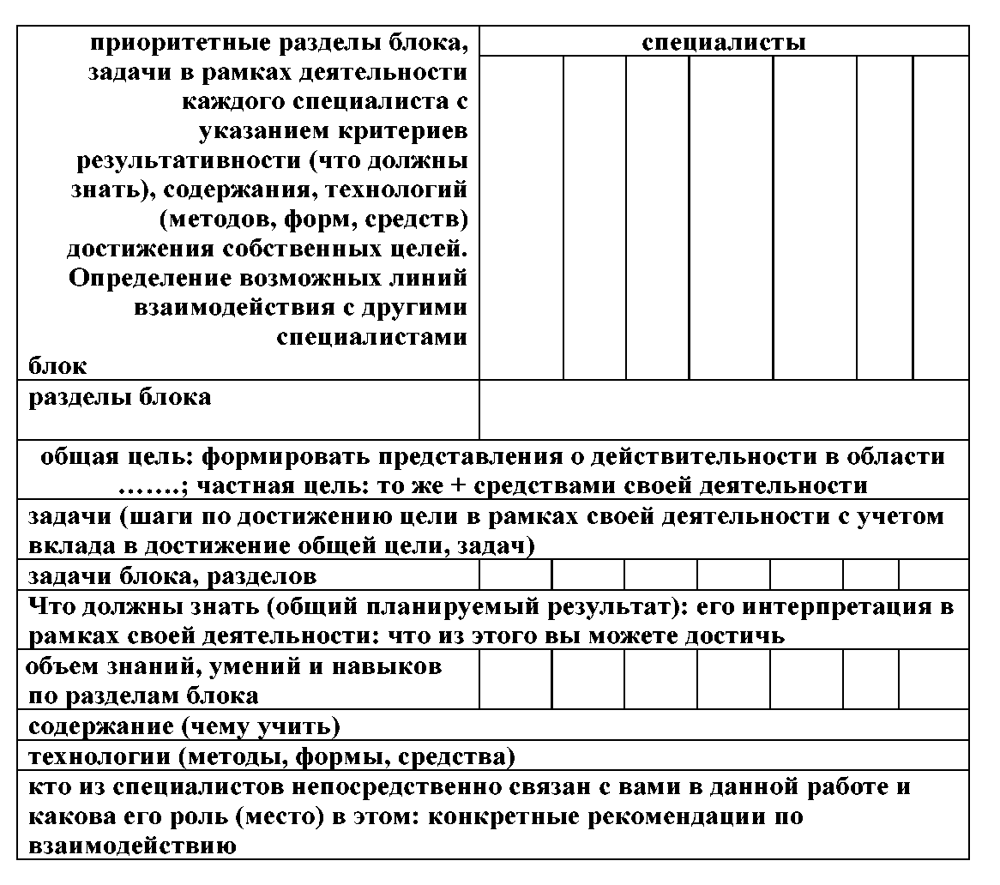 приоритетные разделы блока,
задачи в рамках деятельности
каждого специалиста с
указанием критериев
результативности (что должны
знать), содержания, технологий
(методов, форм, средств)
достижения собственных целей.
Определение возможных линий
взаимодействия с другими
специалистами
блок
специалисты
разделы блока
общая цель: формировать представления о действительности в области
…….; частная цель: то же + средствами своей деятельности
задачи (шаги по достижению цели в рамках своей деятельности с учетом
вклада в достижение общей цели, задач)
задачи блока, разделов
Что должны знать (общий планируемый результат): его интерпретация в
рамках своей деятельности: что из этого вы можете достичь
объем знаний, умений и навыков
по разделам блока
содержание (чему учить)
технологии (методы, формы, средства)
кто из специалистов непосредственно связан с вами в данной работе и
какова его роль (место) в этом: конкретные рекомендации по
взаимодействию